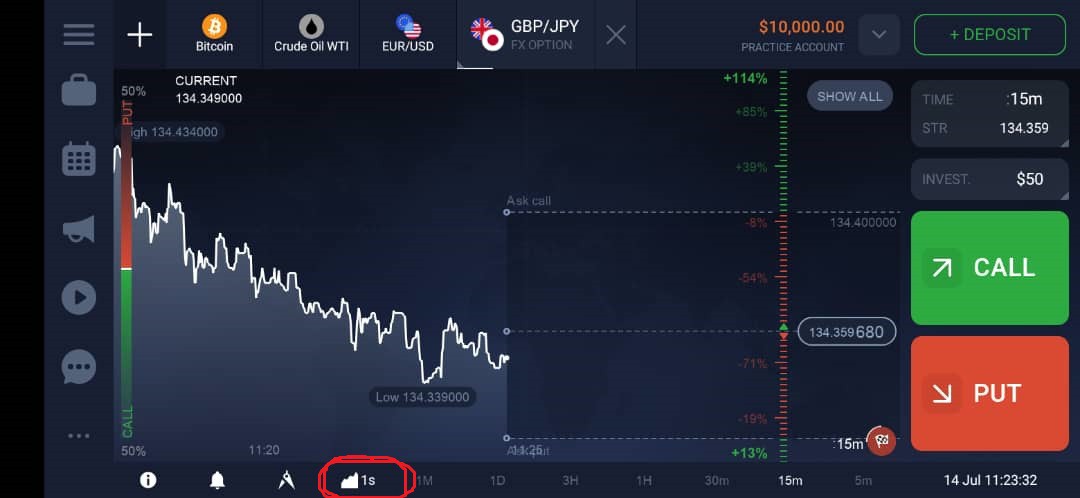 Bitcoin
Crude Oil WTI
EUR/USD
GBP/JPY
FX OPTION
$10,000.00
PRACTICE ACCOUNT
+ DEPOSIT
50%
PUT
CURRENT
134.349000
igh 134.434000
+114%
+85%
+39%
-8%
-54%
-71%
-19%
+13%
SHOW ALL
TIME :15m
STR 134.359
INVEST. $50
Ask call
134.400000
CALL
134.359680
PUT
Low 134.339000
CALL
50%
11:20
11:25
:15m
1s
1M
1D
3H
1H
30m
15m
5m
14 Jul 11:23:32